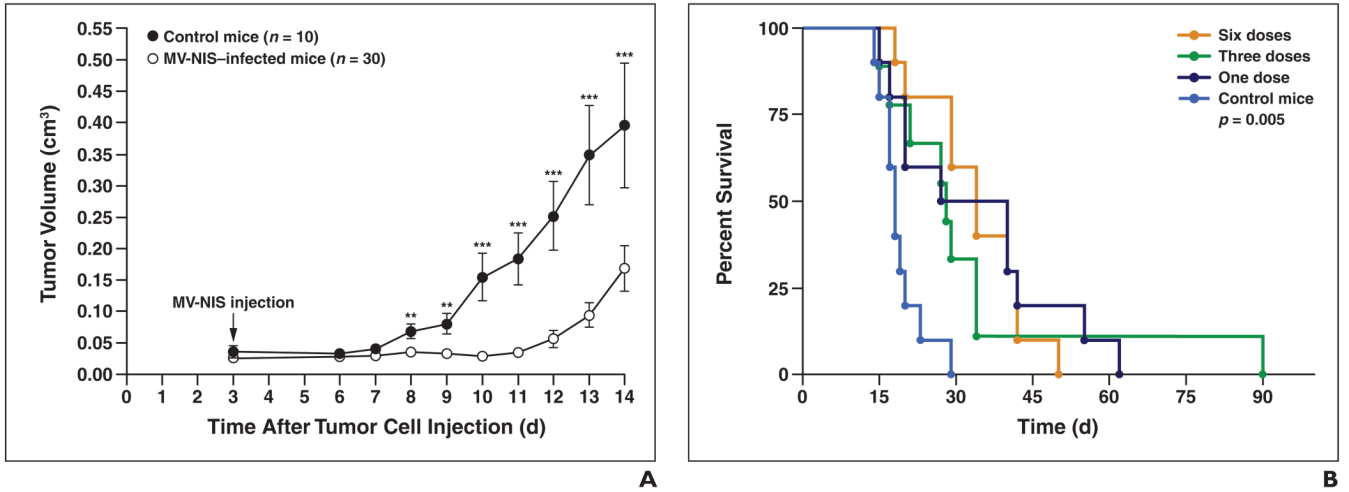 0.55
0.50
0.45
0.40
0.35
0.30
0.25
0.20
0.15
0.10
0.05
0.00
Tumor Volume (cm³)
Control mice (n = 10)
MV-NIS–infected mice (n = 30)
MV-NIS injection
**
**
***
***
***
***
***
0 1 2 3 6 7 8 9 10 11 12 13 14
Time After Tumor Cell Injection (d)
A
100
75
50
25
0
Percent Survival
Six doses
Three doses
One dose
Control mice
p = 0.005
0 15 30 45 60 75 90
Time (d)
B